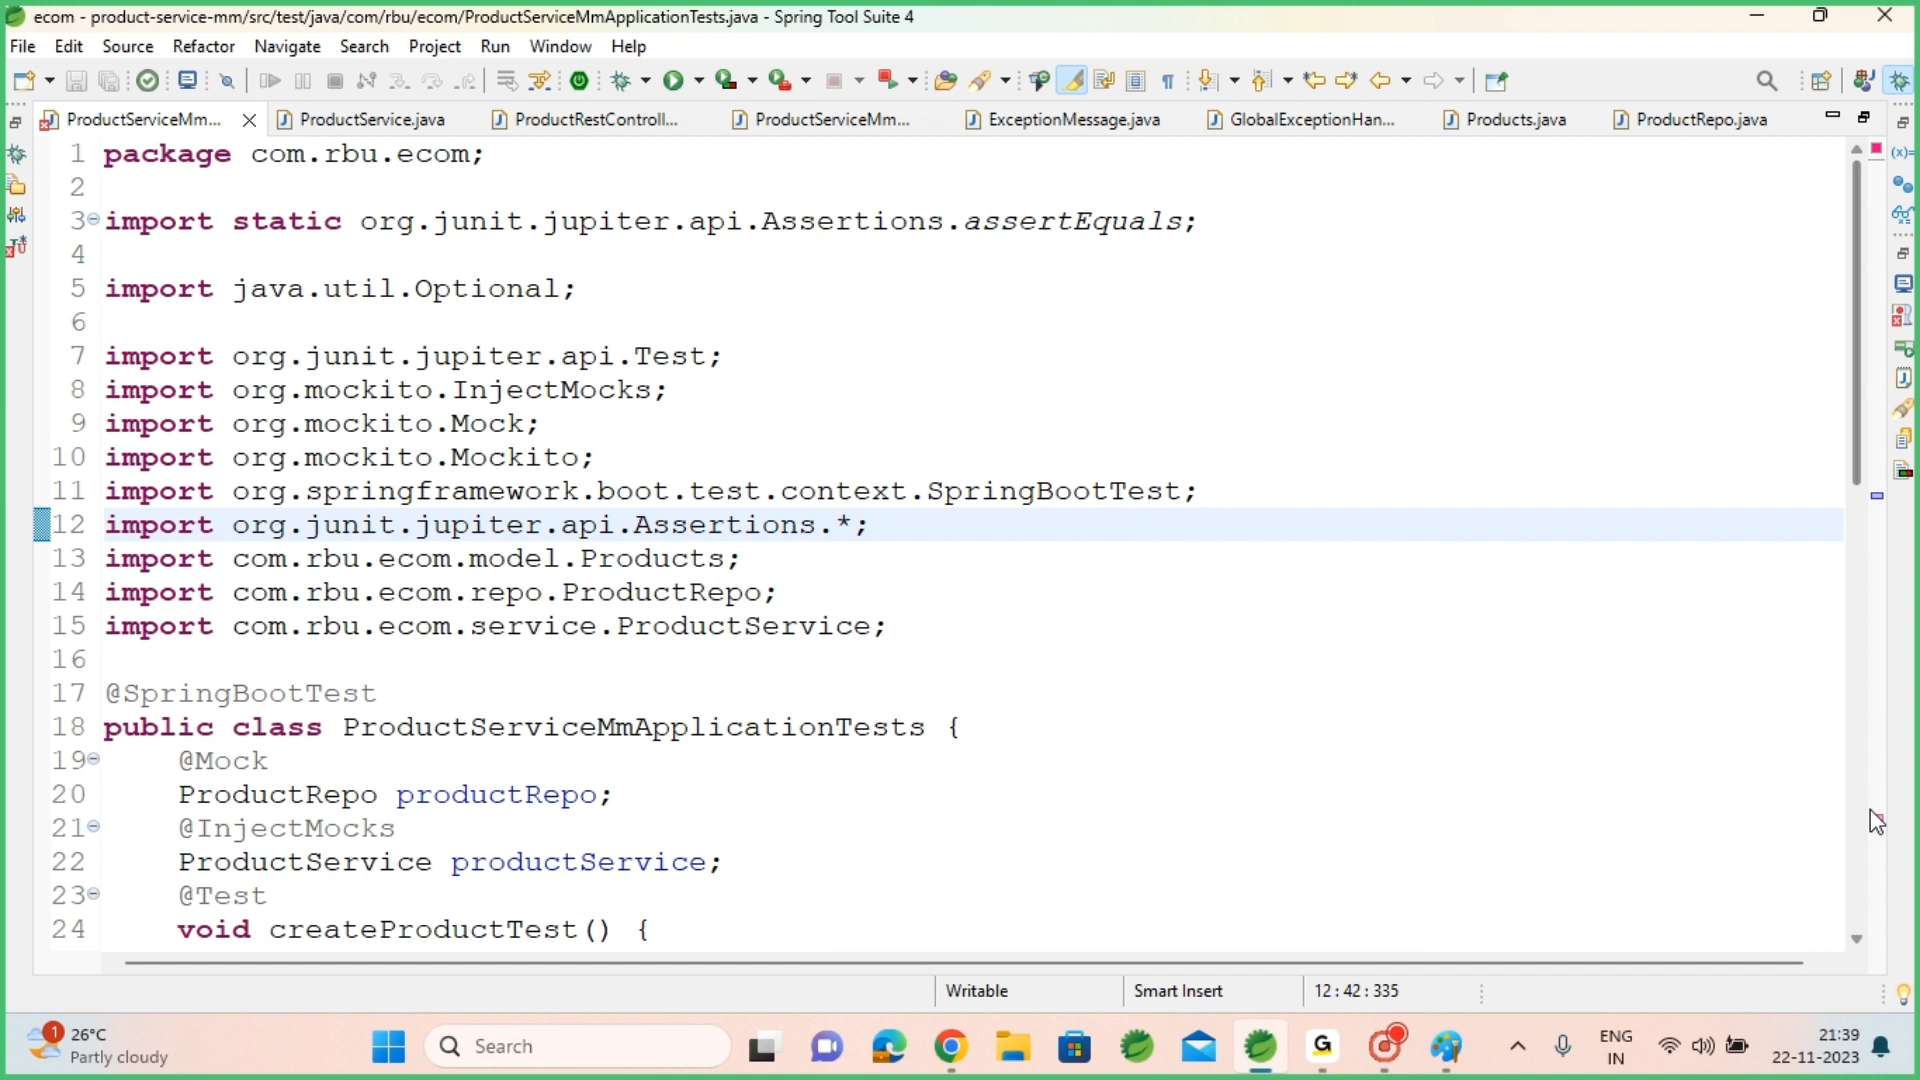 ecom - product-service-mm/src/test/java/com/rbu/ecom/ProductServiceMmApplicationTests.java - Spring Tool Suite 4
File Edit Source Refactor Navigate Search Project Run Window Help
ProductServiceMm... ProductService.java ProductRestControll... ProductServiceMm... ExceptionMessage.java GlobalExceptionHan... Products.java ProductRepo.java
1 package com.rbu.ecom;
2
3 import static org.junit.jupiter.api.Assertions.assertEquals;
4
5 import java.util.Optional;
6
7 import org.junit.jupiter.api.Test;
8 import org.mockito.InjectMocks;
9 import org.mockito.Mock;
10 import org.mockito.Mockito;
11 import org.springframework.boot.test.context.SpringBootTest;
12 import org.junit.jupiter.api.Assertions.*;
13 import com.rbu.ecom.model.Products;
14 import com.rbu.ecom.repo.ProductRepo;
15 import com.rbu.ecom.service.ProductService;
16
17 @SpringBootTest
18 public class ProductServiceMmApplicationTests {
19 @Mock
20 ProductRepo productRepo;
21 @InjectMocks
22 ProductService productService;
23 @Test
24 void createProductTest() {
Writable Smart Insert 12 : 42 : 335
1 26°C
Partly cloudy
Search
ENG
IN
21:39
22-11-2023